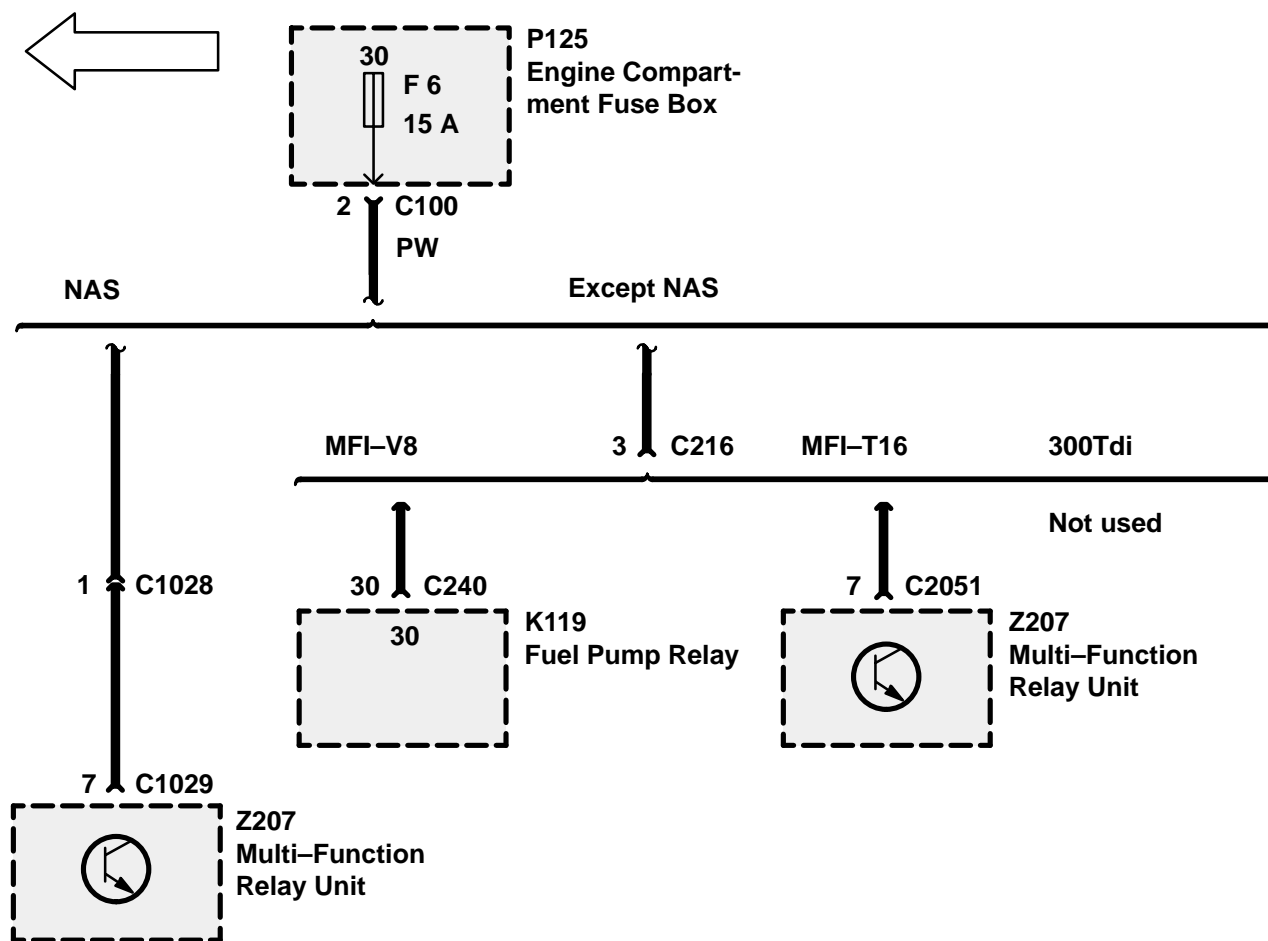 P125
Engine Compart-
ment Fuse Box
30
F 6
15 A
2 C100
PW
NAS
Except NAS
MFI–V8
3 C216
MFI–T16
300Tdi
Not used
1 C1028
30 C240
7 C2051
30
K119
Fuel Pump Relay
Z207
Multi–Function
Relay Unit
7 C1029
Z207
Multi–Function
Relay Unit